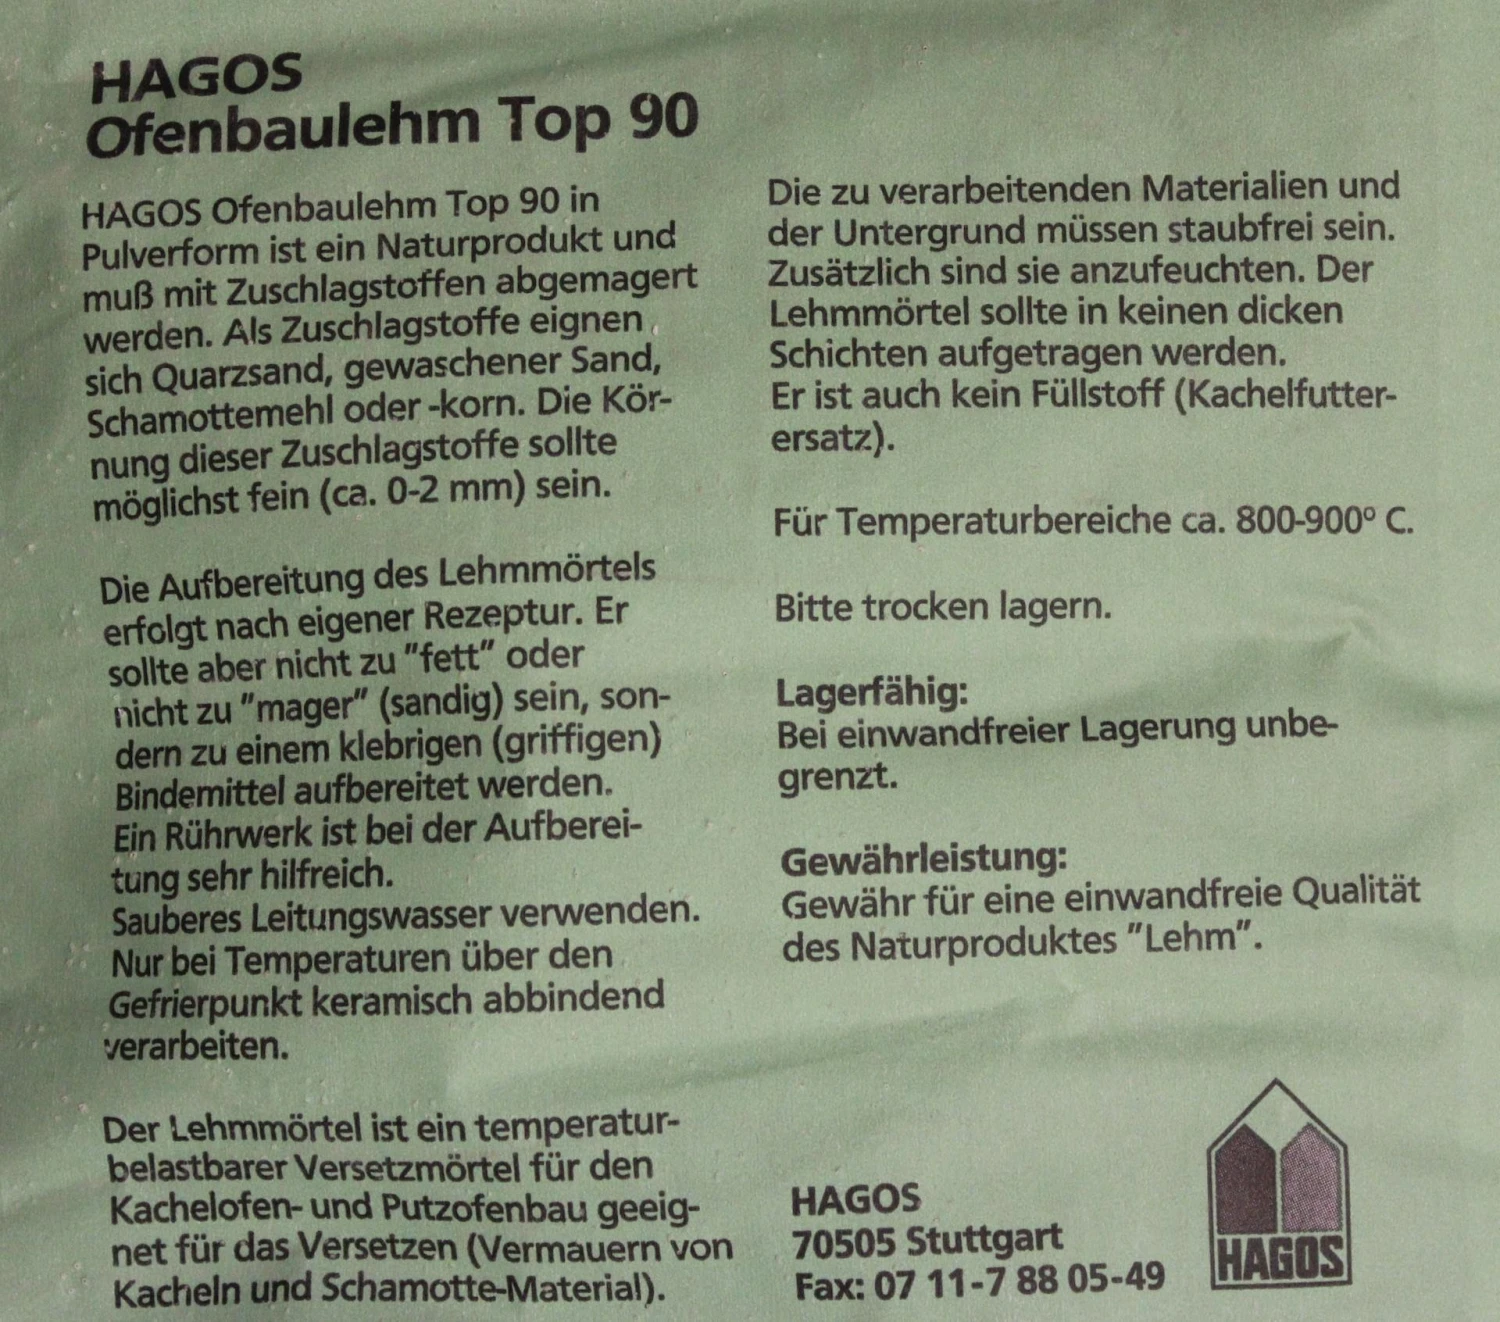 HAGOS
Ofenbaulehm Top 90
HAGOS Ofenbaulehm Top 90 in
Pulverform ist ein Naturprodukt und
muß mit Zuschlagstoffen abgemagert
werden. Als Zuschlagstoffe eignen
sich Quarzsand, gewaschener Sand,
Schamottemehl oder -korn. Die Kör-
nung dieser Zuschlagstoffe sollte
möglichst fein (ca. 0-2 mm) sein.
Die Aufbereitung des Lehmmörtels
erfolgt nach eigener Rezeptur. Er
sollte aber nicht zu "fett" oder
nicht zu "mager" (sandig) sein, son-
dern zu einem klebrigen (griffigen)
Bindemittel aufbereitet werden.
Ein Rührwerk ist bei der Aufberei-
tung sehr hilfreich.
Sauberes Leitungswasser verwenden.
Nur bei Temperaturen über den
Gefrierpunkt keramisch abbindend
verarbeiten.
Der Lehmmörtel ist ein temperatur-
belastbarer Versetzmörtel für den
Kachelofen- und Putzofenbau geeig-
net für das Versetzen (Vermauern von
Kacheln und Schamotte-Material).
Die zu verarbeitenden Materialien und
der Untergrund müssen staubfrei sein.
Zusätzlich sind sie anzufeuchten. Der
Lehmmörtel sollte in keinen dicken
Schichten aufgetragen werden.
Er ist auch kein Füllstoff (Kachelfutter-
ersatz).
Für Temperaturbereiche ca. 800-900º C.
Bitte trocken lagern.
Lagerfähig:
Bei einwandfreier Lagerung unbe-
grenzt.
Gewährleistung:
Gewähr für eine einwandfreie Qualität
des Naturproduktes "Lehm".
HAGOS
70505 Stuttgart
Fax: 07 11-7 88 05-49
HAGOS